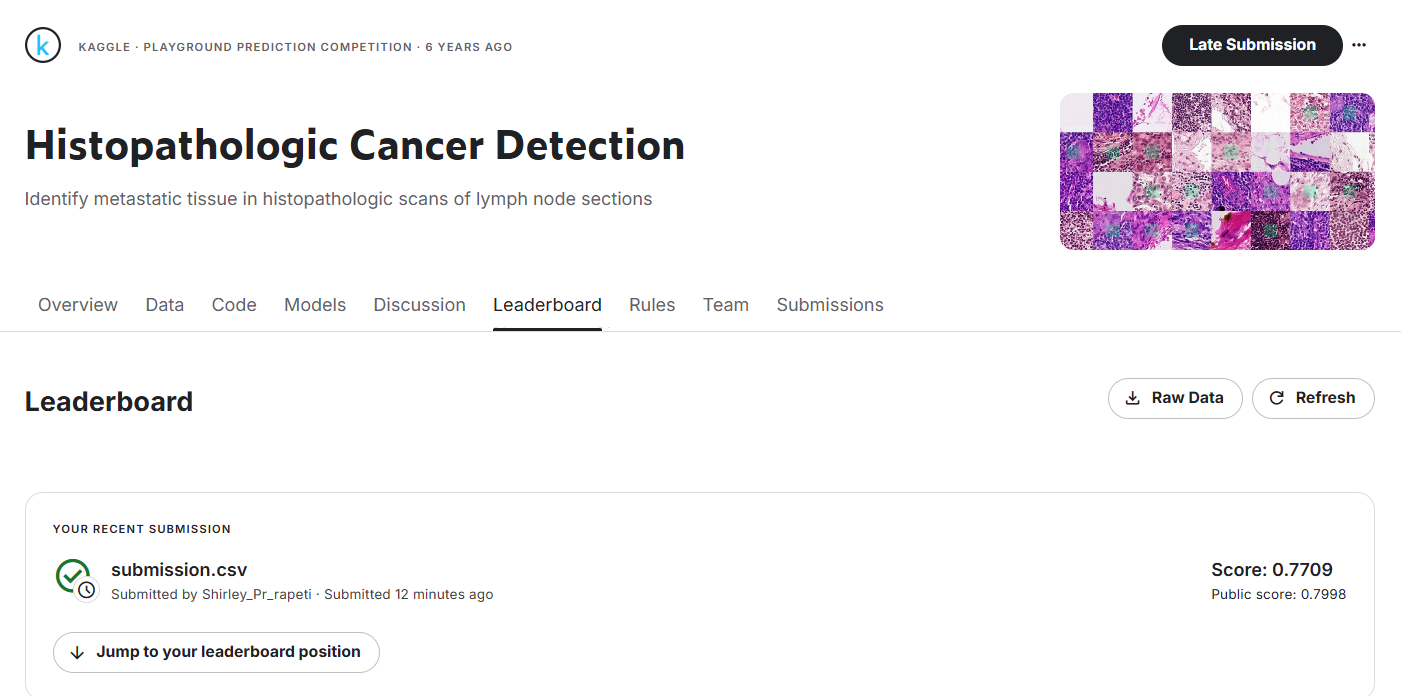 k KAGGLE · PLAYGROUND PREDICTION COMPETITION · 6 YEARS AGO
Late Submission
Histopathologic Cancer Detection
Identify metastatic tissue in histopathologic scans of lymph node sections
Overview Data Code Models Discussion Leaderboard Rules Team Submissions
Leaderboard
Raw Data Refresh
YOUR RECENT SUBMISSION
submission.csv Score: 0.7709
Submitted by Shirley_Pr_rapeti · Submitted 12 minutes ago Public score: 0.7998
Jump to your leaderboard position